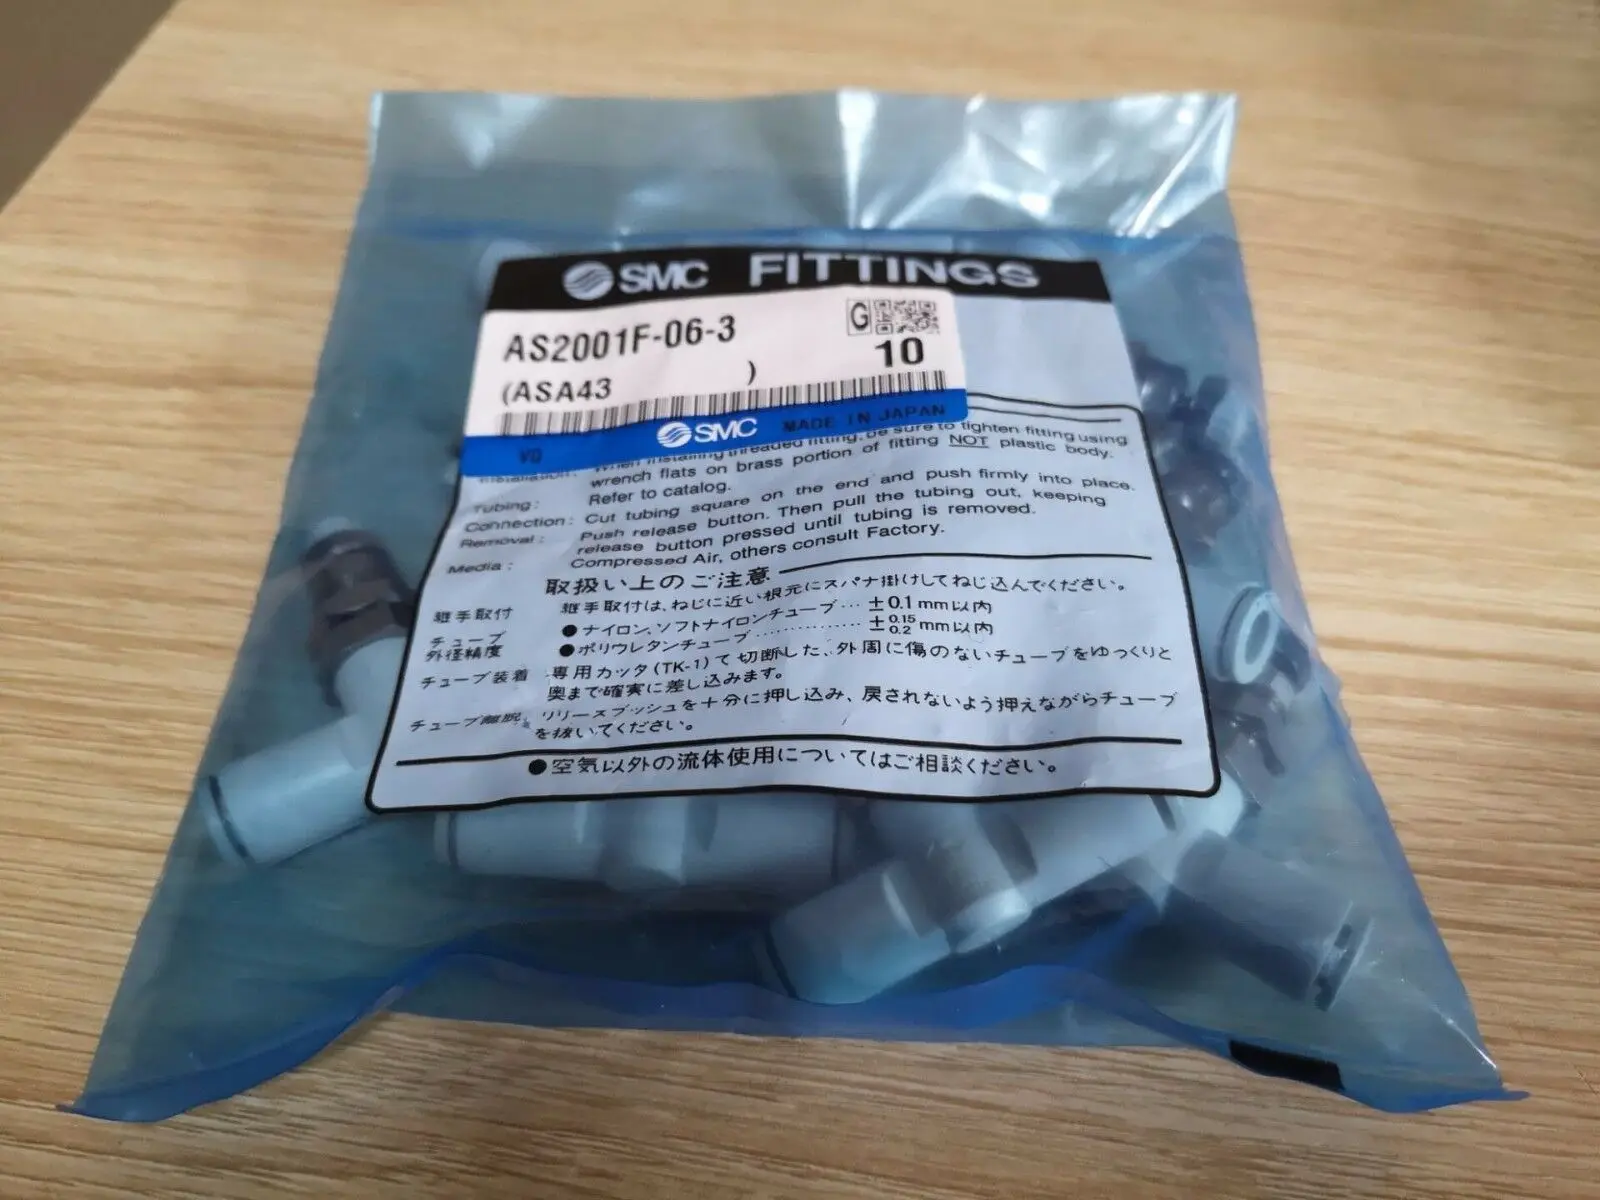 SMC FITTINGS
AS2001F-06-3
G
(ASA43 )
10
SMC MADE IN JAPAN
VQ
Installation: When installing threaded fitting, be sure to tighten fitting using
wrench flats on brass portion of fitting NOT plastic body.
Tubing: Refer to catalog.
Connection: Cut tubing square on the end and push firmly into place.
Removal: Push release button. Then pull the tubing out, keeping
release button pressed until tubing is removed.
Media: Compressed Air, others consult Factory.
取扱い上のご注意
継手取付 継手取付は、ねじに近い根元にスパナ掛けしてねじ込んでください。
チューブ ●ナイロン、ソフトナイロンチューブ… ±0.1mm以内
外径精度 ●ポリウレタンチューブ…………… ±0.15 0.2 mm以内
チューブ装着 専用カッタ(TK-1)で切断した、外周に傷のないチューブをゆっくりと
奥まで確実に差し込みます。
チューブ離脱 リリースブッシュを十分に押し込み、戻されないよう押えながらチューブ
を抜いてください。
●空気以外の流体使用についてはご相談ください。